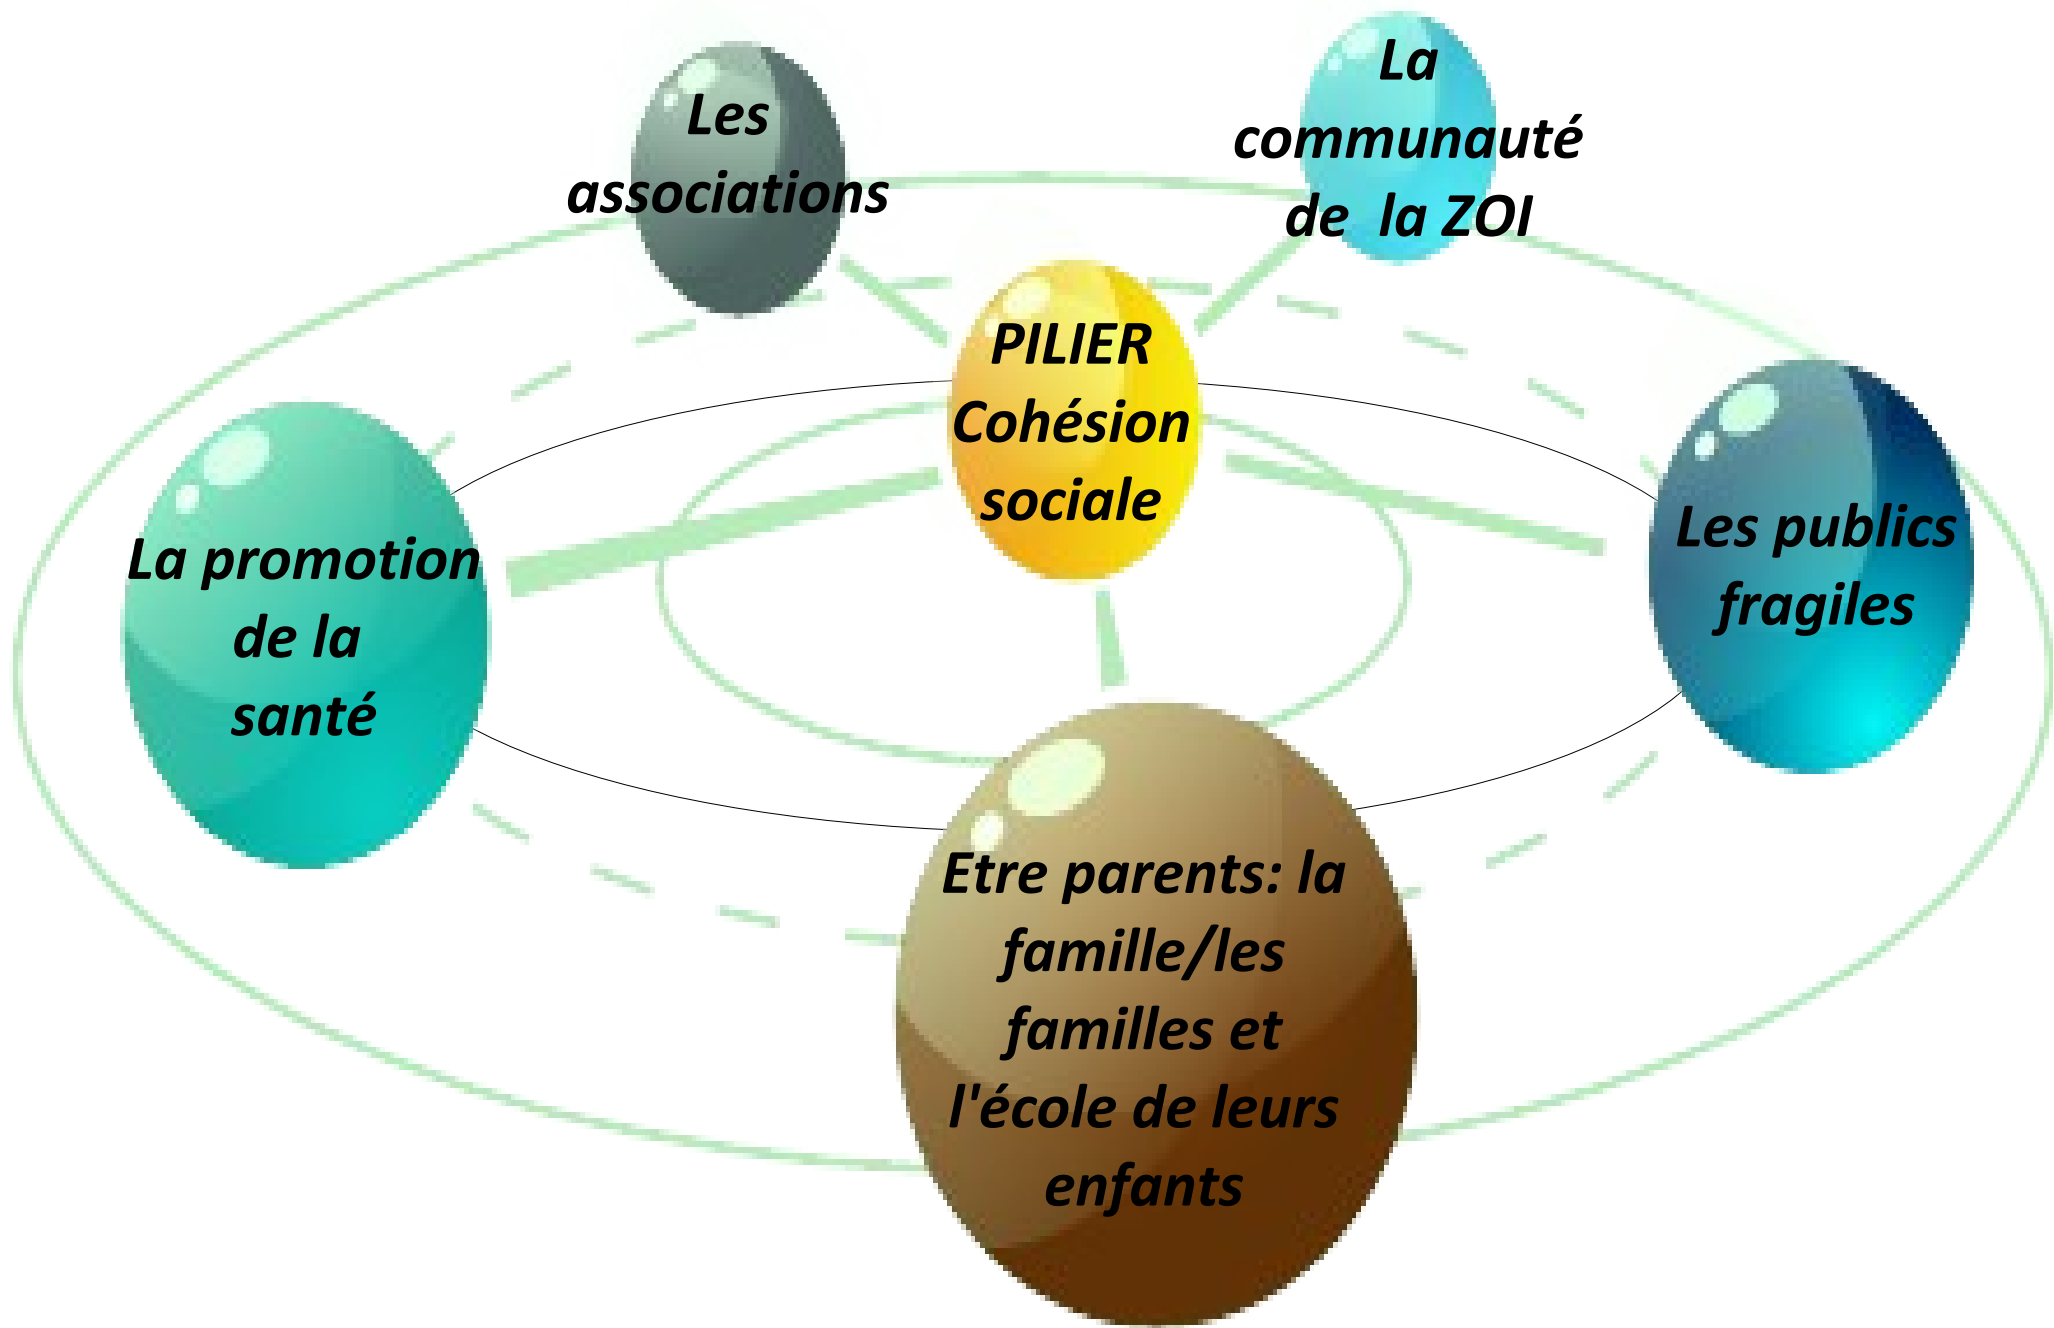 Les
associations
La
communauté
de  la ZOI
PILIER
Cohésion
sociale
La promotion
de la
santé
Les publics
fragiles
Etre parents: la
famille/les
familles et
l'école de leurs
enfants